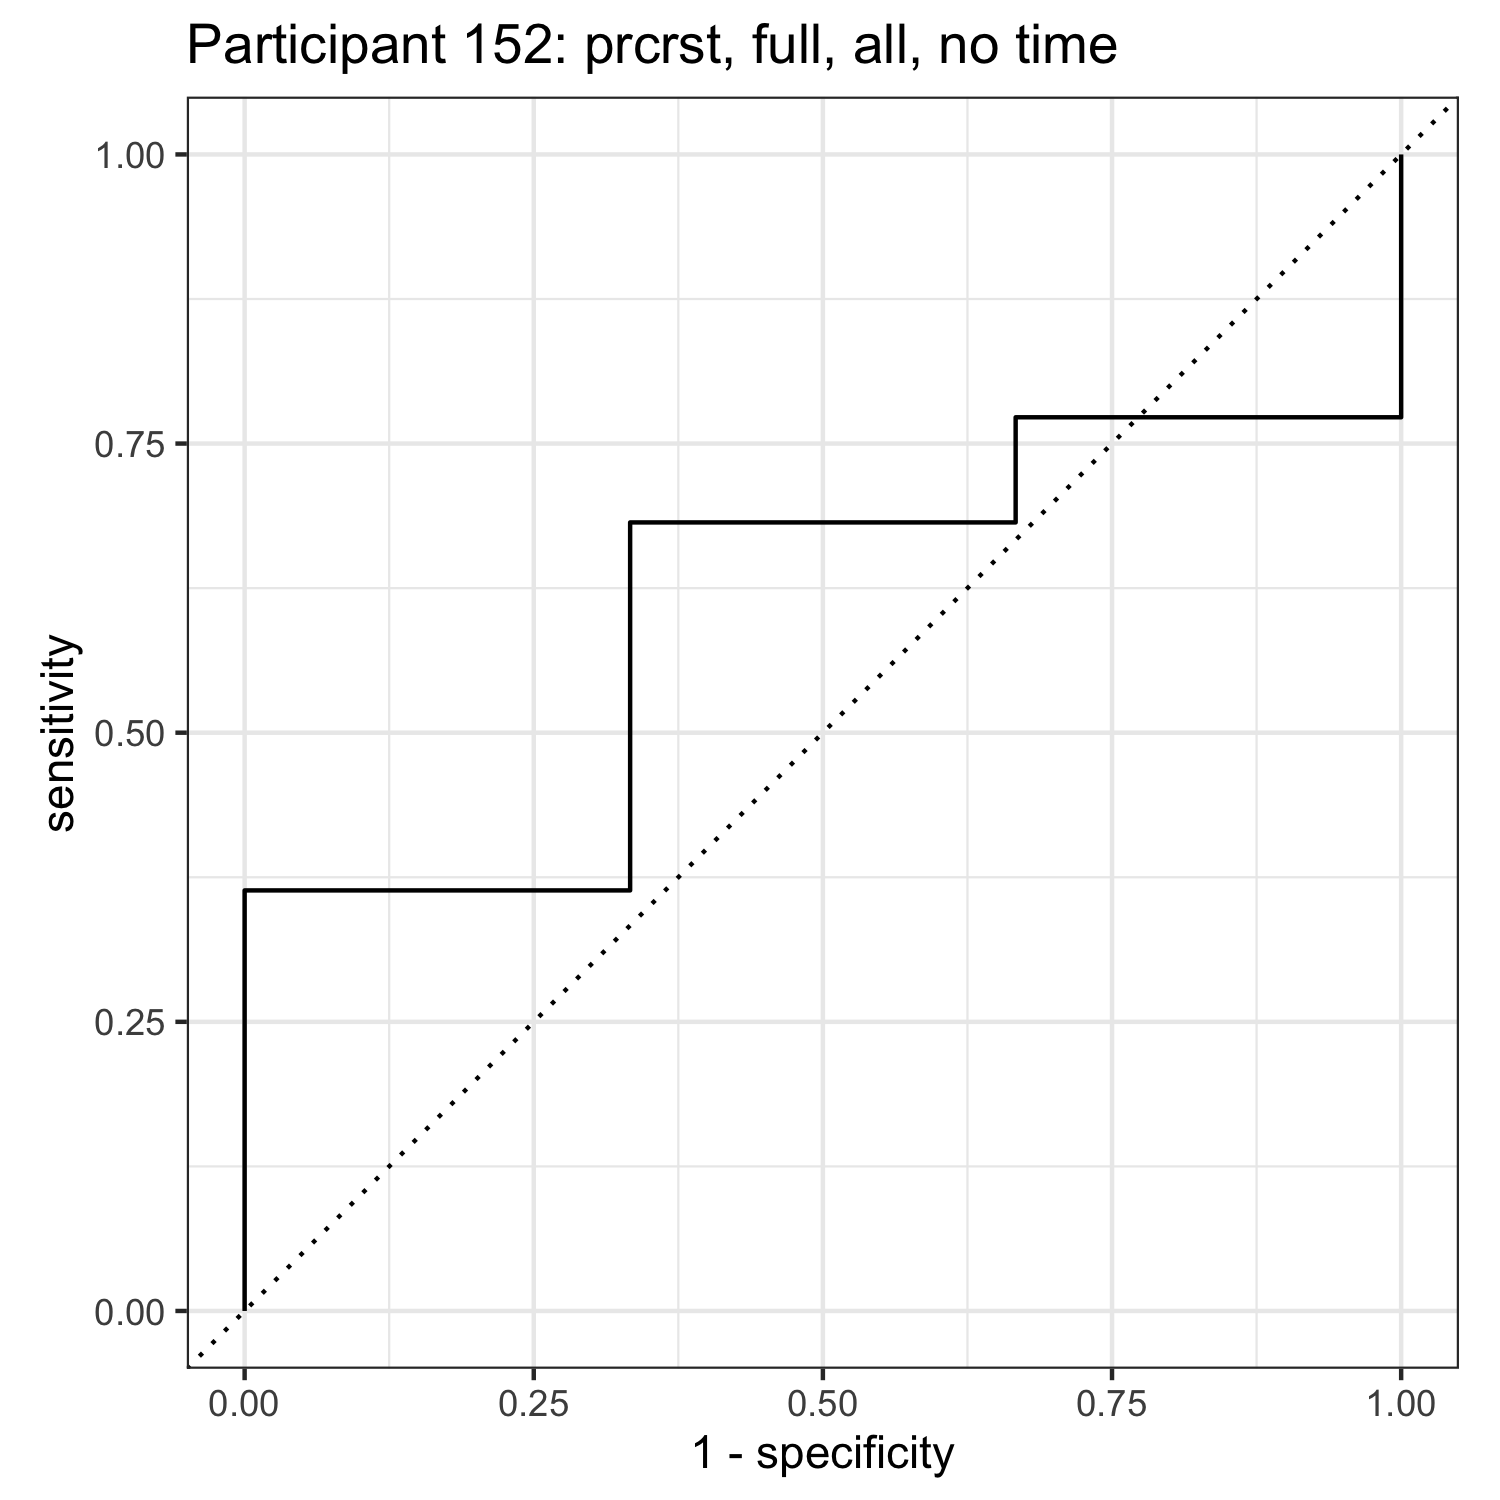 Participant 152: prcrst, full, all, no time
1.00
0.75
0.50
0.25
0.00
sensitivity
0.00 0.25 0.50 0.75 1.00
1 - specificity